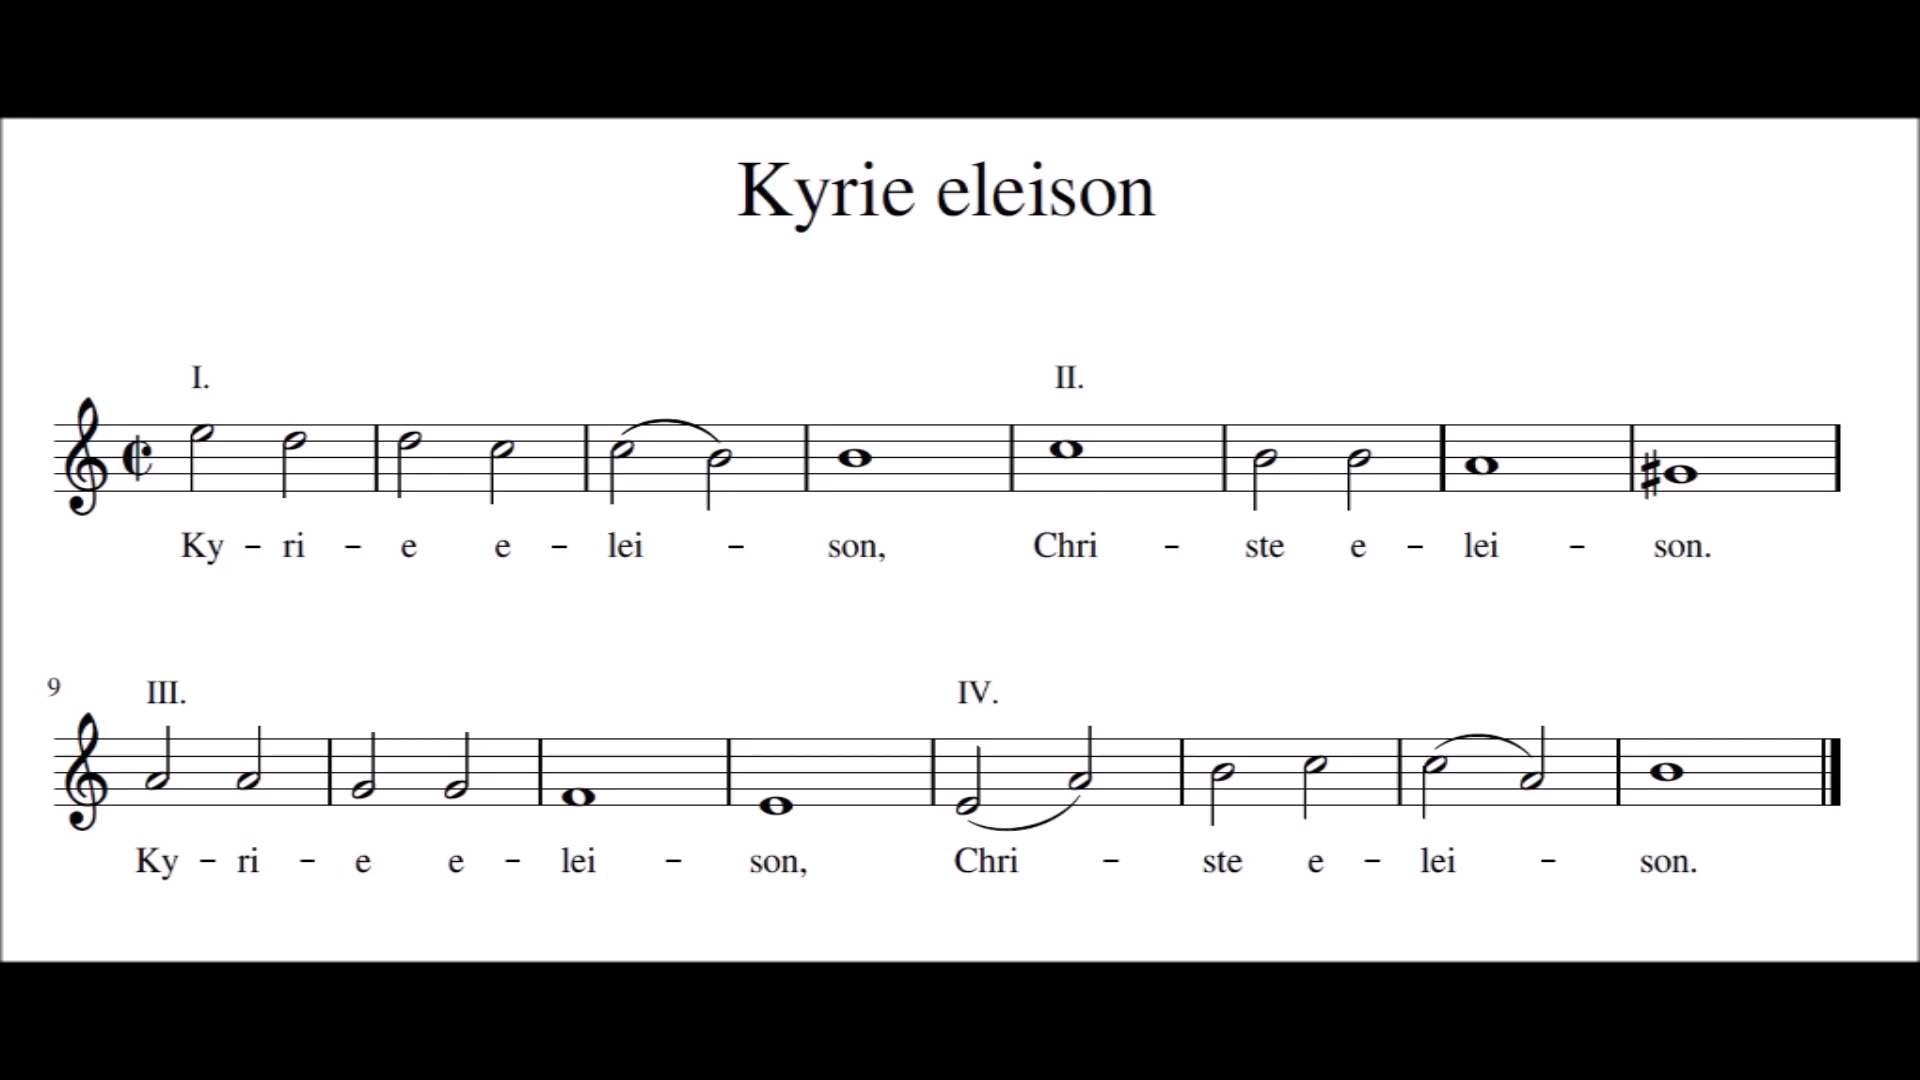 Kyrie eleison
I. II.
Ky - ri - e e - lei - son, Chri - ste e - lei - son.
9 III. IV.
Ky - ri - e e - lei - son, Chri - ste e - lei - son.